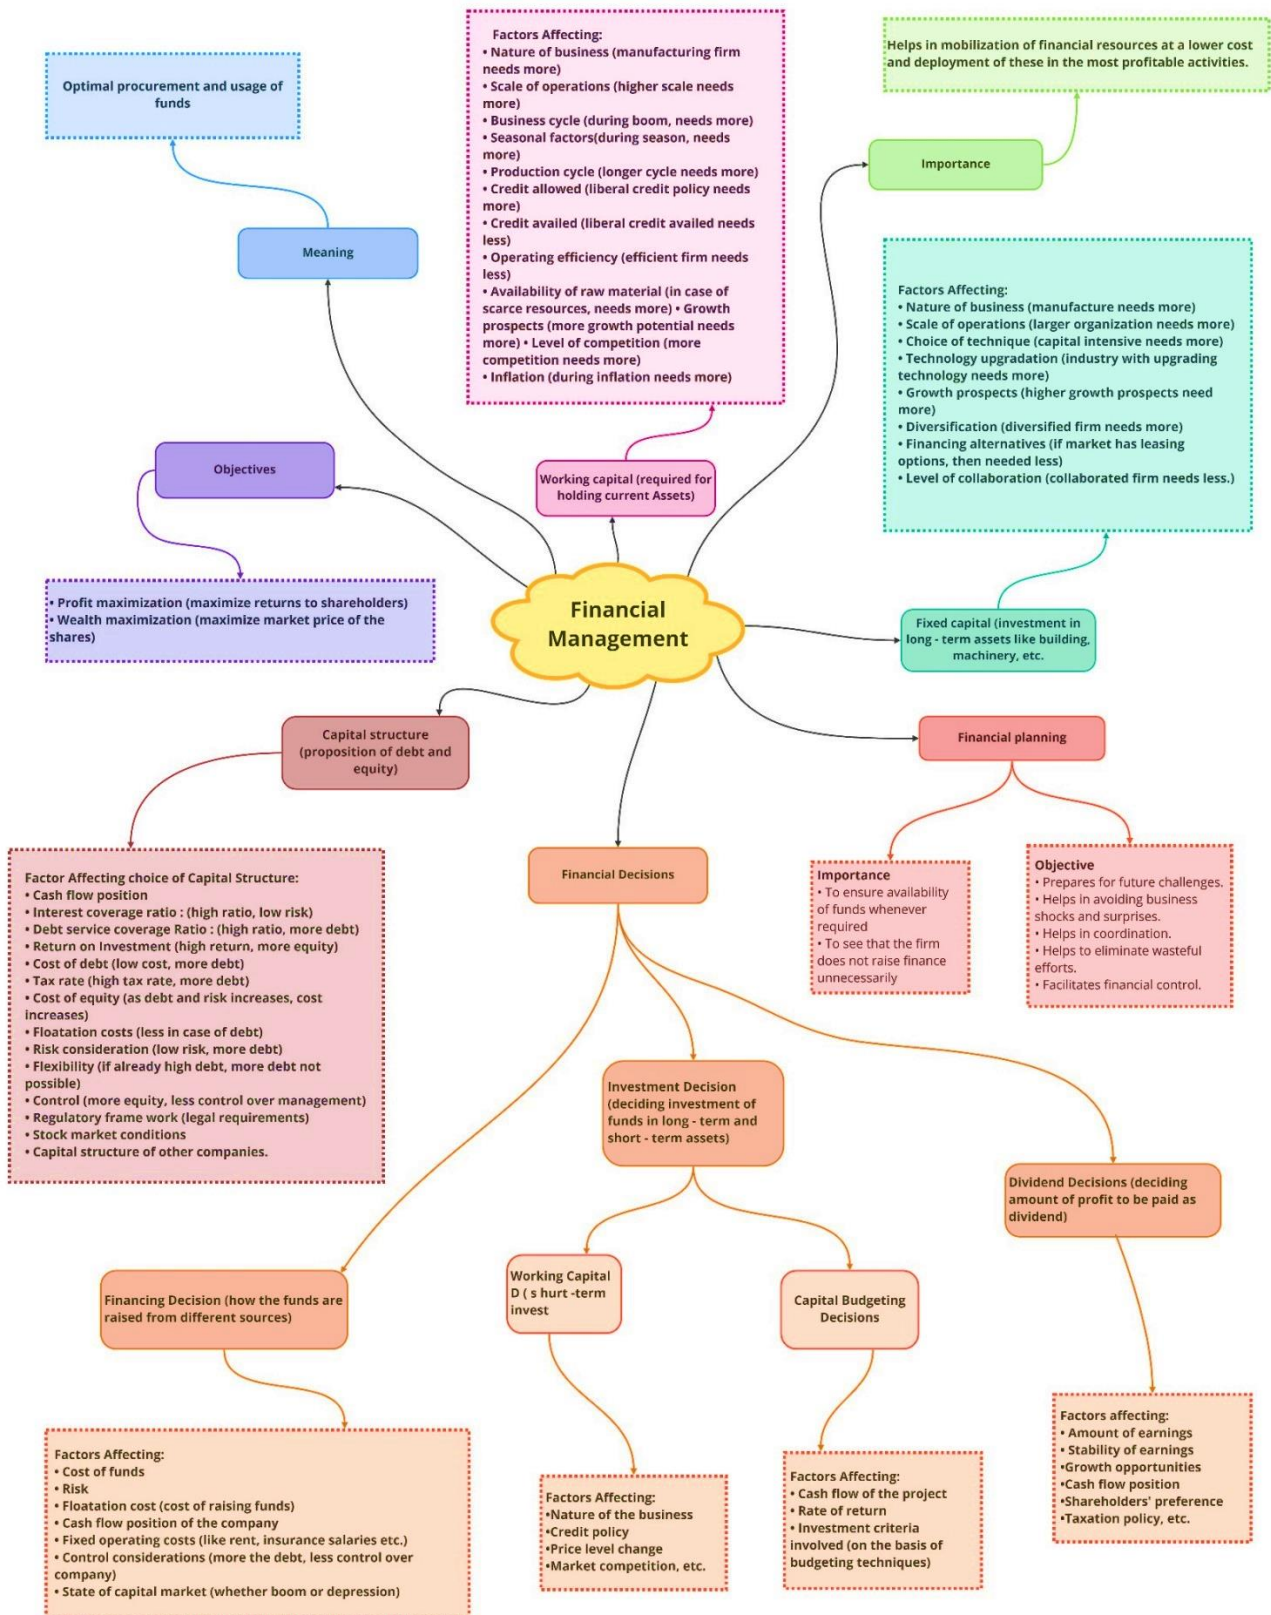 Optimal procurement and usage of
funds
Meaning
Factors Affecting:
• Nature of business (manufacturing firm
needs more)
• Scale of operations (higher scale needs
more)
• Business cycle (during boom, needs more)
• Seasonal factors(during season, needs
more)
• Production cycle (longer cycle needs more)
• Credit allowed (liberal credit policy needs
more)
• Credit availed (liberal credit availed needs
less)
• Operating efficiency (efficient firm needs
less)
• Availability of raw material (in case of
scarce resources, needs more) • Growth
prospects (more growth potential needs
more) • Level of competition (more
competition needs more)
• Inflation (during inflation needs more)
Working capital (required for
holding current Assets)
Helps in mobilization of financial resources at a lower cost
and deployment of these in the most profitable activities.
Importance
Factors Affecting:
• Nature of business (manufacture needs more)
• Scale of operations (larger organization needs more)
• Choice of technique (capital intensive needs more)
• Technology upgradation (industry with upgrading
technology needs more)
• Growth prospects (higher growth prospects need
more)
• Diversification (diversified firm needs more)
• Financing alternatives (if market has leasing
options, then needed less)
• Level of collaboration (collaborated firm needs less.)
Objectives
• Profit maximization (maximize returns to shareholders)
• Wealth maximization (maximize market price of the
shares)
Financial
Management
Fixed capital (investment in
long - term assets like building,
machinery, etc.
Capital structure
(proposition of debt and
equity)
Financial planning
Factor Affecting choice of Capital Structure:
• Cash flow position
• Interest coverage ratio : (high ratio, low risk)
• Debt service coverage Ratio : (high ratio, more debt)
• Return on Investment (high return, more equity)
• Cost of debt (low cost, more debt)
• Tax rate (high tax rate, more debt)
• Cost of equity (as debt and risk increases, cost
increases)
• Floatation costs (less in case of debt)
• Risk consideration (low risk, more debt)
• Flexibility (if already high debt, more debt not
possible)
• Control (more equity, less control over management)
• Regulatory frame work (legal requirements)
• Stock market conditions
• Capital structure of other companies.
Financial Decisions
Importance
• To ensure availability
of funds whenever
required
• To see that the firm
does not raise finance
unnecessarily
Objective
• Prepares for future challenges.
• Helps in avoiding business
shocks and surprises.
• Helps in coordination.
• Helps to eliminate wasteful
efforts.
• Facilitates financial control.
Investment Decision
(deciding investment of
funds in long - term and
short - term assets)
Dividend Decisions (deciding
amount of profit to be paid as
dividend)
Financing Decision (how the funds are
raised from different sources)
Working Capital
D ( s hurt -term
invest
Capital Budgeting
Decisions
Factors Affecting:
• Cost of funds
• Risk
• Floatation cost (cost of raising funds)
• Cash flow position of the company
• Fixed operating costs (like rent, insurance salaries etc.)
• Control considerations (more the debt, less control over
company)
• State of capital market (whether boom or depression)
Factors Affecting:
•Nature of the business
•Credit policy
•Price level change
•Market competition, etc.
Factors Affecting:
• Cash flow of the project
• Rate of return
• Investment criteria
involved (on the basis of
budgeting techniques)
Factors affecting:
• Amount of earnings
• Stability of earnings
•Growth opportunities
•Cash flow position
•Shareholders' preference
•Taxation policy, etc.